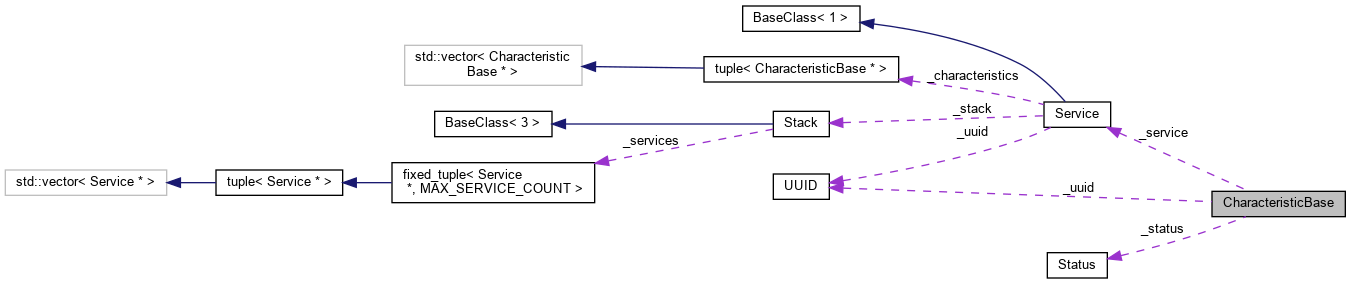 BaseClass< 1 >
std::vector< Characteristic
Base * >
tuple< CharacteristicBase * >
_characteristics
BaseClass< 3 >
Stack
_stack
Service
_services
_uuid
_service
std::vector< Service * >
tuple< Service * >
fixed_tuple< Service
*, MAX_SERVICE_COUNT >
UUID
_uuid
CharacteristicBase
_status
Status